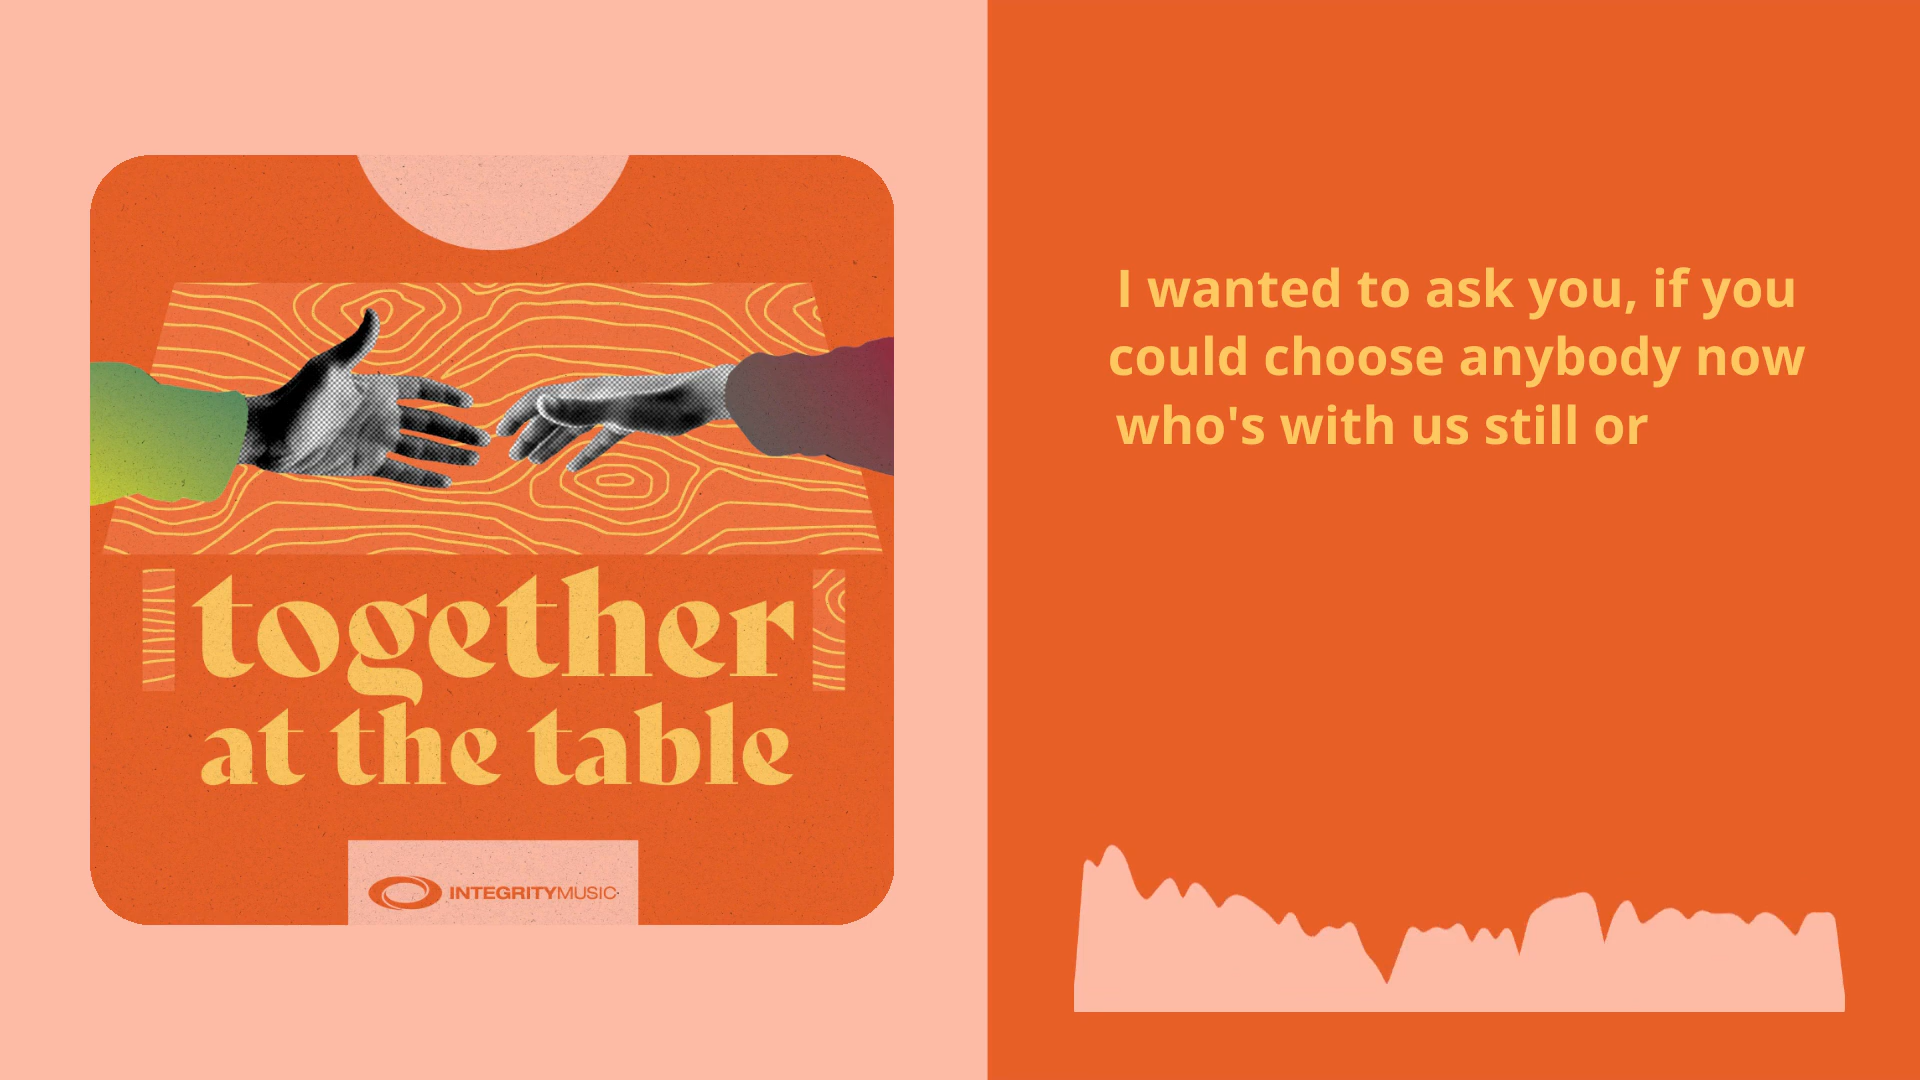 together
at the table
INTEGRITYMUSIC
I wanted to ask you, if you
could choose anybody now
who's with us still or